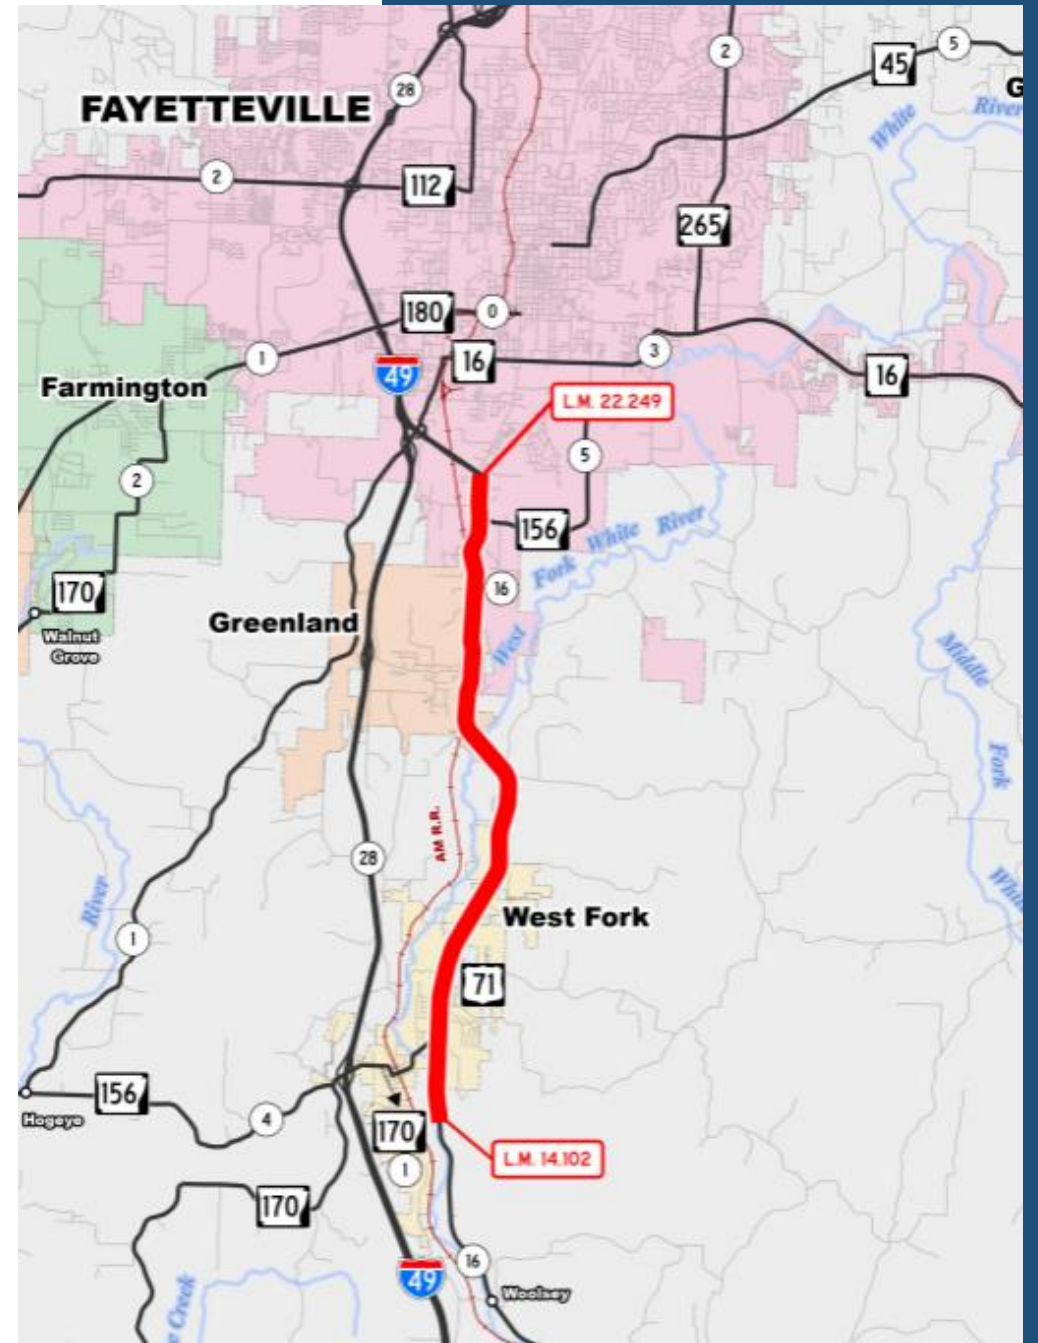 5
2
45
G
28
River
FAYETTEVILLE
White
2
112
265
180
0
1
16
3
49
16
Farmington
L.M. 22.249
5
2
156
White River
Fork
170
16
Greenland
Walnut
Grove
West
Middle
Fork
AM R.R.
28
River
West Fork
1
71
156
Hogeye
4
170
L.M. 14.102
1
170
16
49
Woolsey
Creek